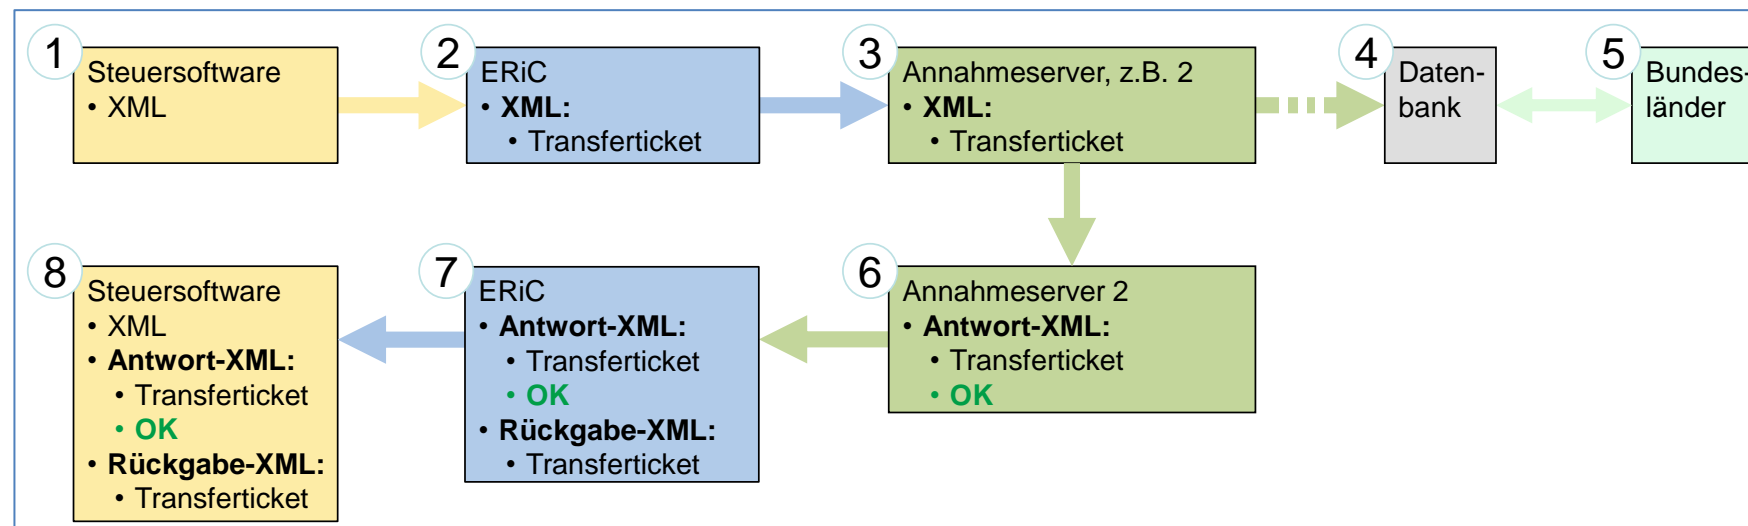 1
Steuersoftware
• XML
2
ERiC
• XML:
• Transferticket
3
Annahmeserver, z.B. 2
• XML:
• Transferticket
4
Daten-
bank
5
Bundes-
länder
8
Steuersoftware
• XML
• Antwort-XML:
• Transferticket
• OK
• Rückgabe-XML:
• Transferticket
7
ERiC
• Antwort-XML:
• Transferticket
• OK
• Rückgabe-XML:
• Transferticket
6
Annahmeserver 2
• Antwort-XML:
• Transferticket
• OK